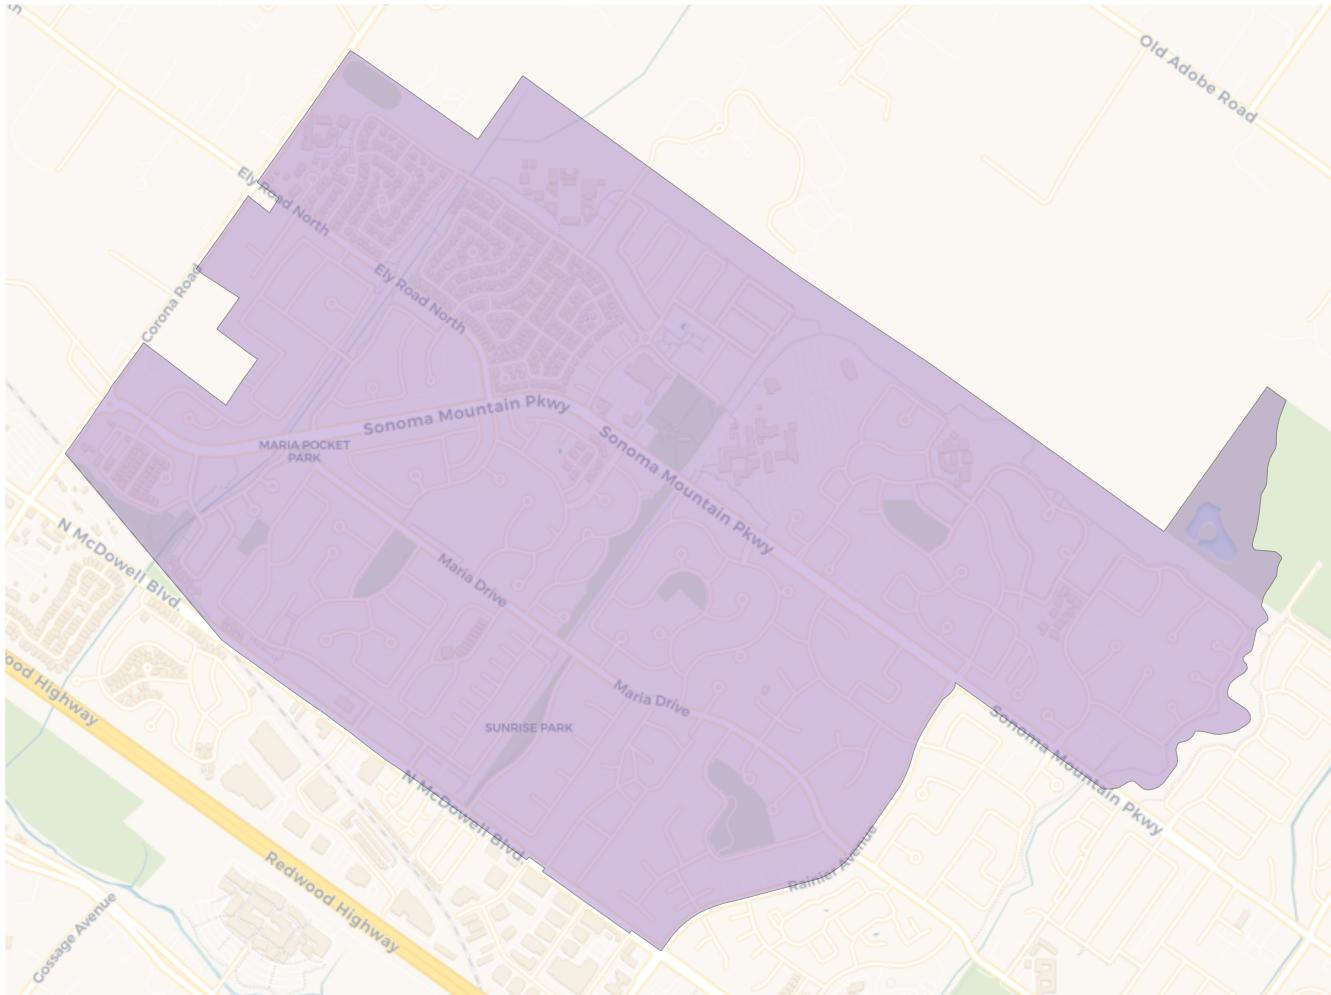 Old Adobe Road
Ely Road North
Ely Road North
Corona Road
Sonoma Mountain Pkwy
MARIA POCKET
PARK
Sonoma Mountain Pkwy
N McDowell Blvd.
Maria Drive
Maria Drive
SUNRISE PARK
Sonoma Mountain Pkwy
N McDowell Blvd.
Rainier Avenue
ood Highway
Redwood Highway
Gossage Avenue